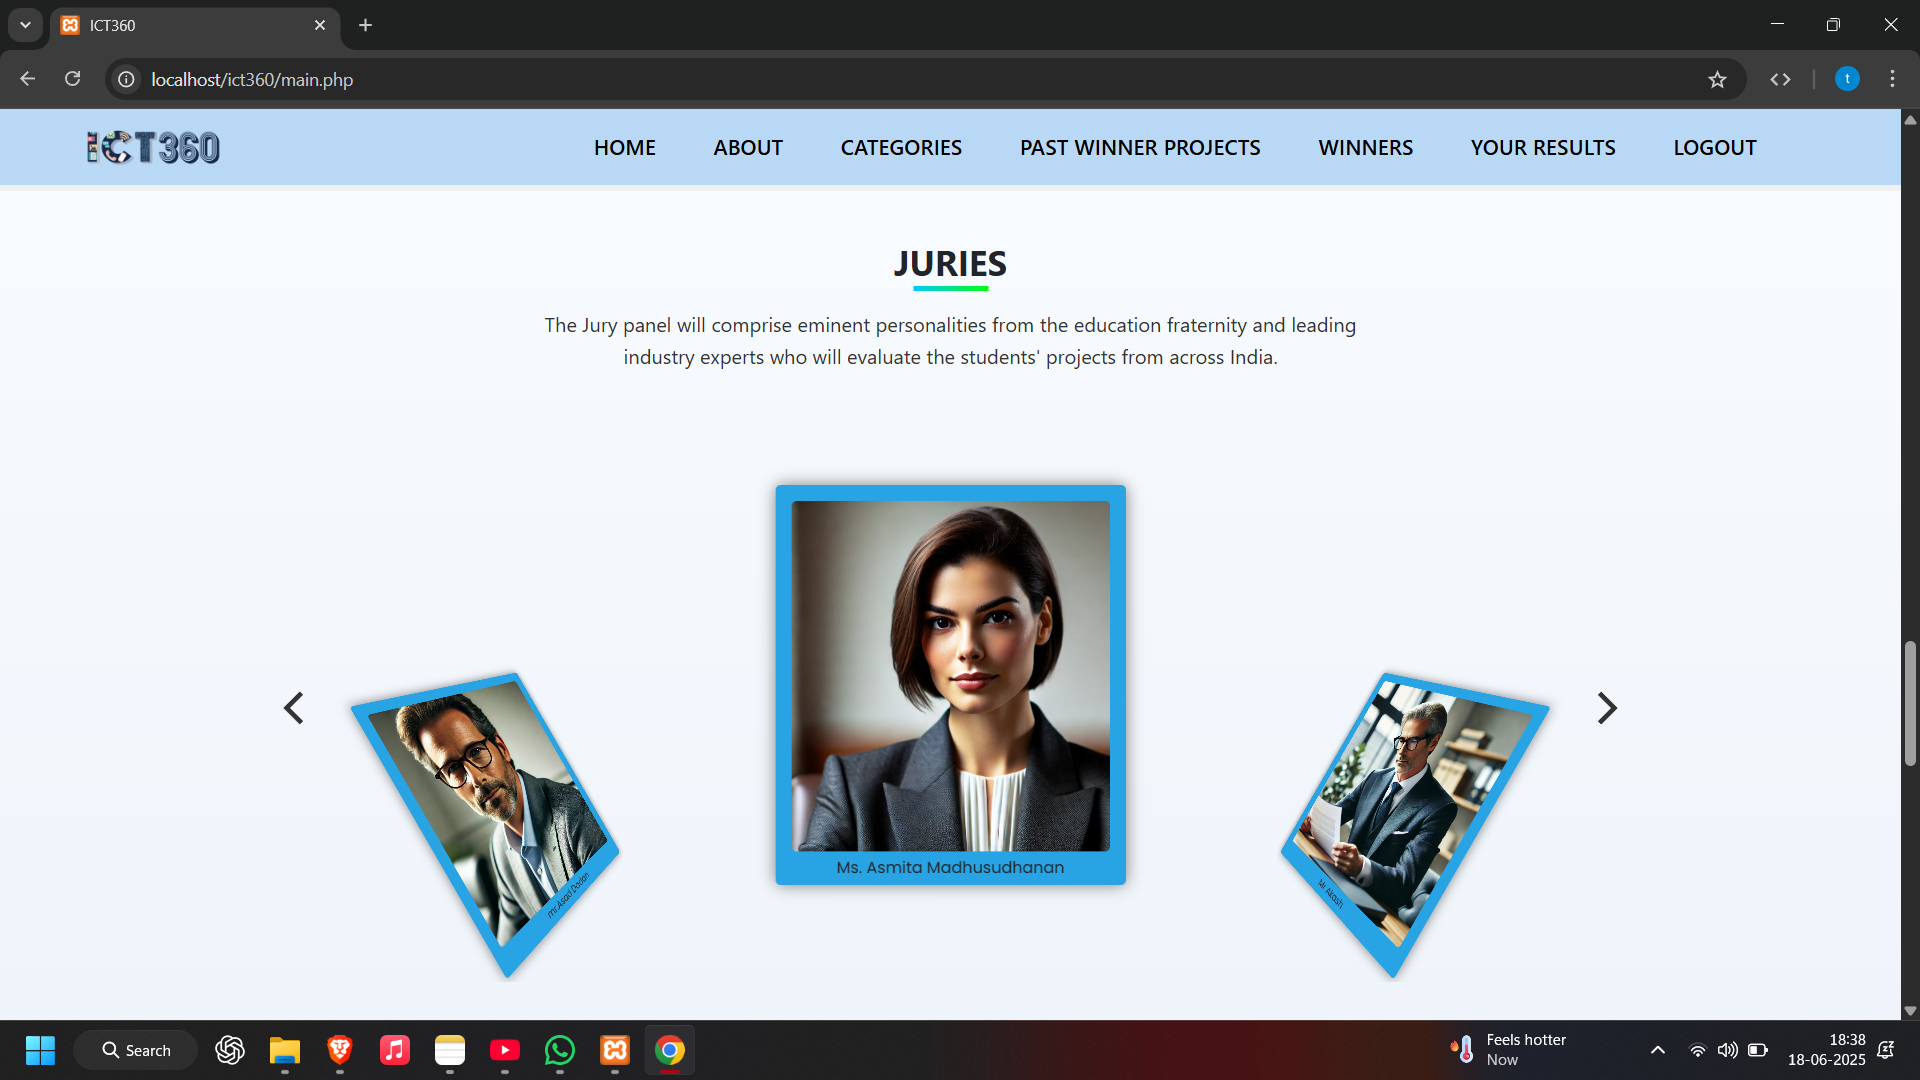 ICT360
localhost/ict360/main.php
t
ICT360
HOME
ABOUT
CATEGORIES
PAST WINNER PROJECTS
WINNERS
YOUR RESULTS
LOGOUT
JURIES
The Jury panel will comprise eminent personalities from the education fraternity and leading
industry experts who will evaluate the students' projects from across India.
mr.Asad Dadan
Ms. Asmita Madhusudhanan
Mr. Akash
Search
Feels hotter
Now
18:38
18-06-2025